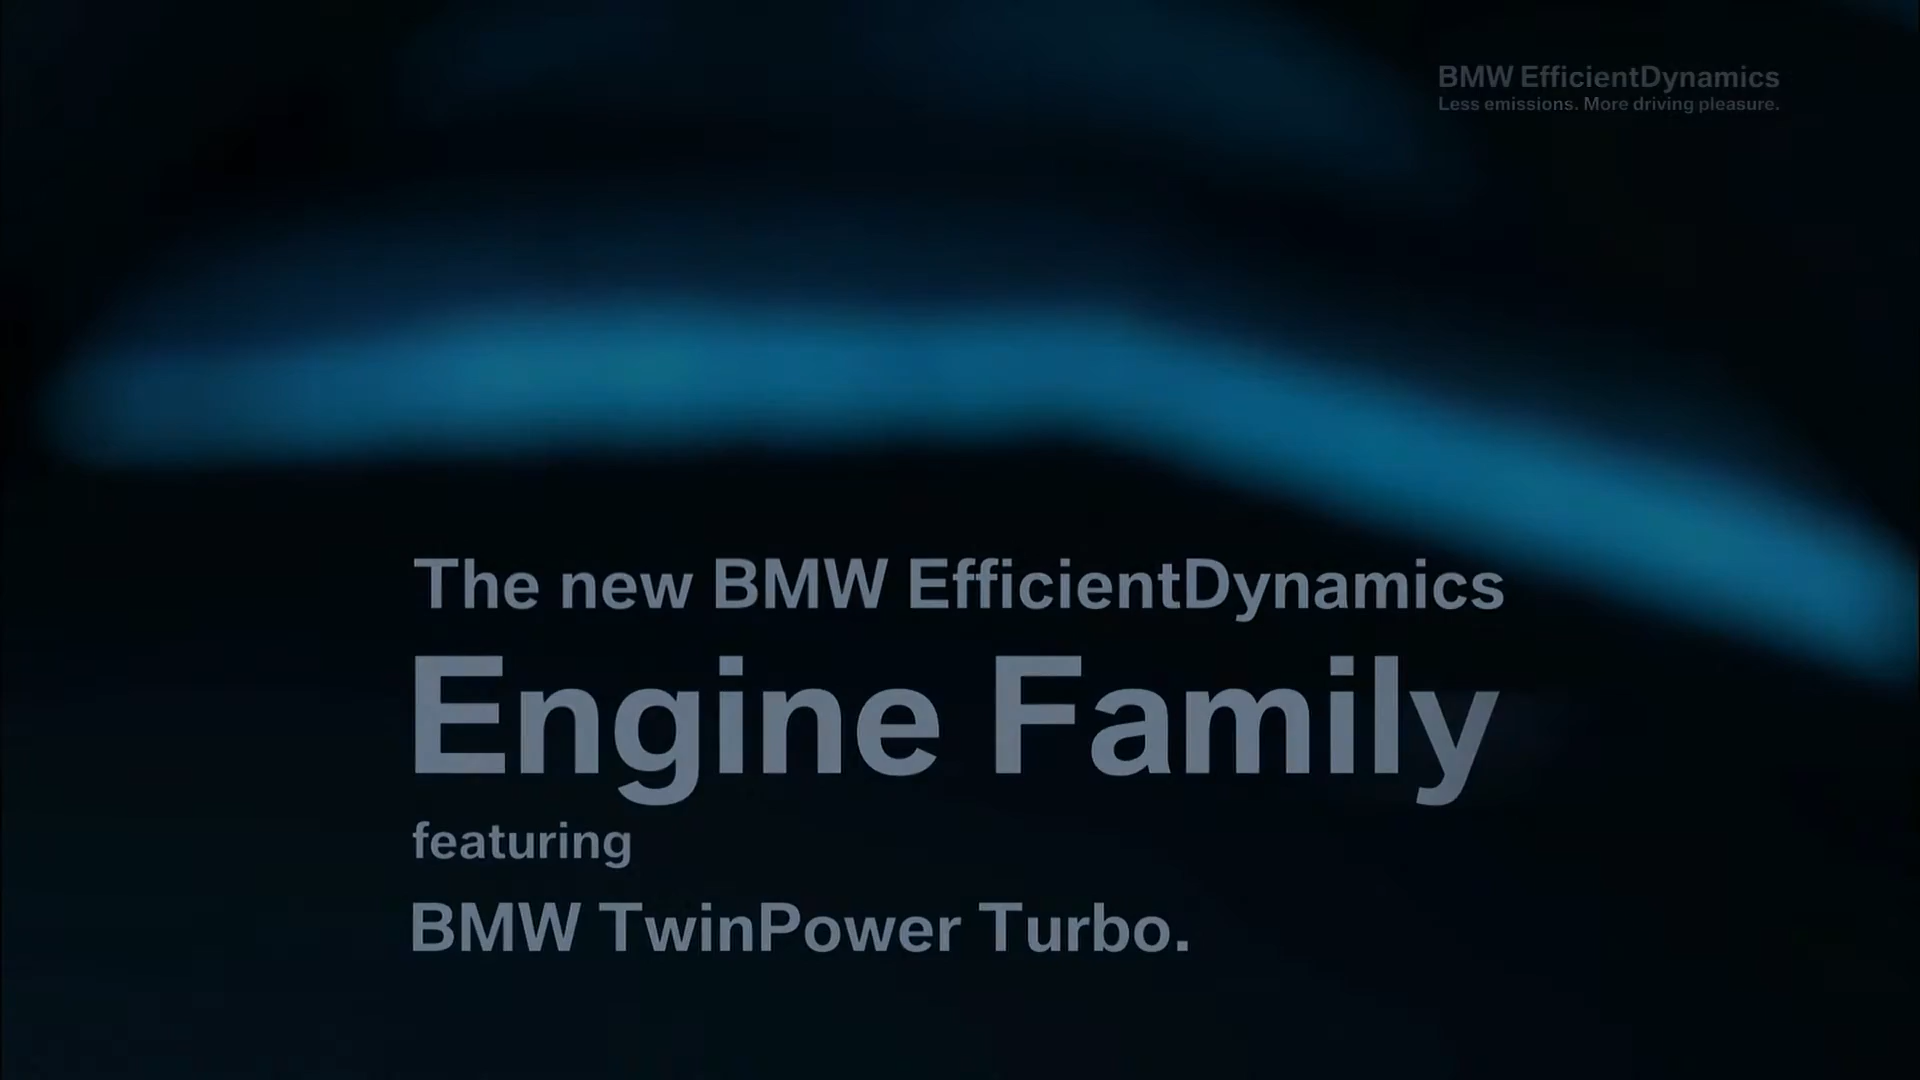 BMW EfficientDynamics
Less emissions. More driving pleasure.
The new BMW EfficientDynamics
Engine Family
featuring
BMW TwinPower Turbo.